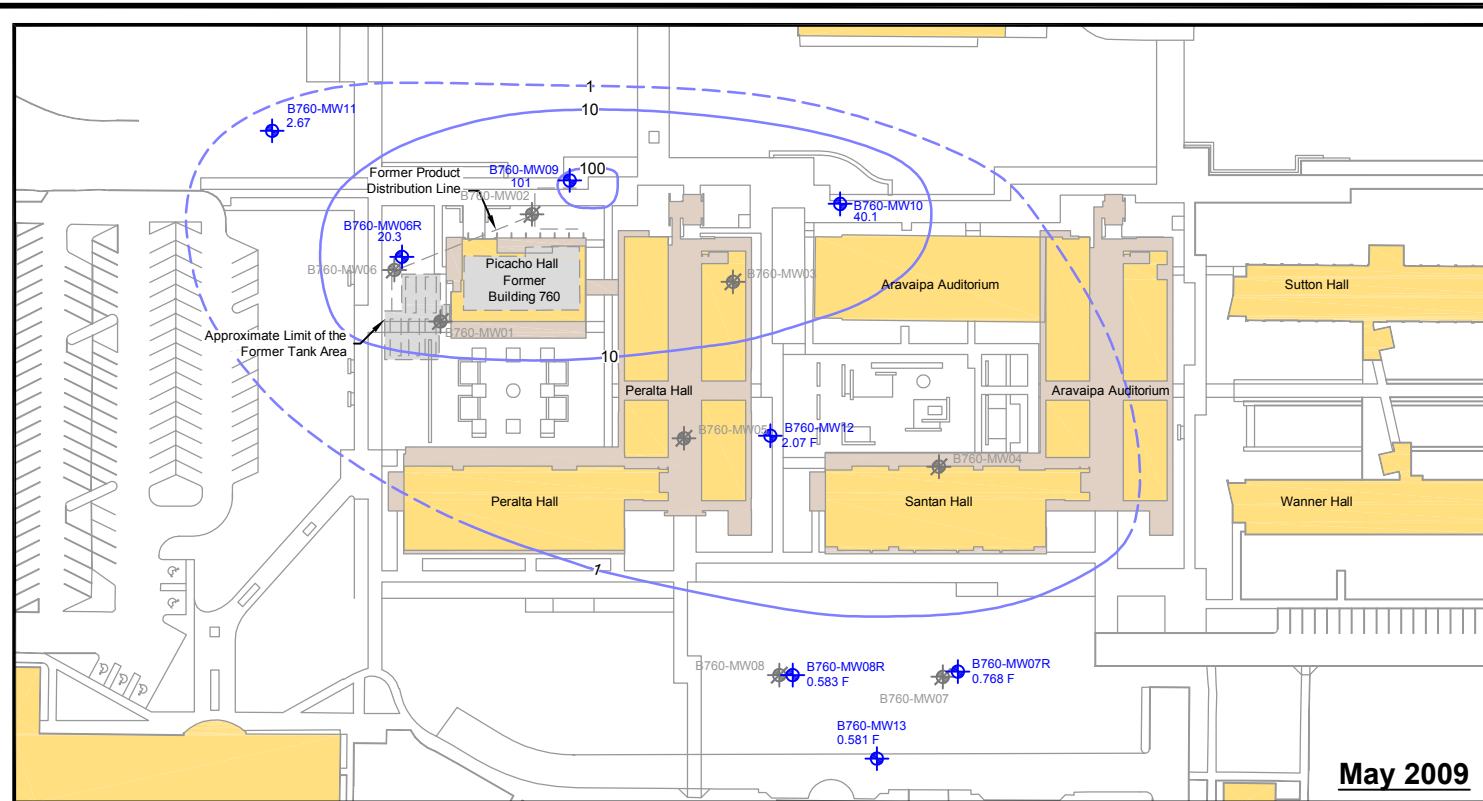 1
B760-MW11
2.67
10
Former Product
Distribution Line
B760-MW09
101
100
B760-MW02
B760-MW10
40.1
B760-MW06R
20.3
B760-MW06
Picacho Hall
Former
Building 760
B760-MW03
Aravaipa Auditorium
Sutton Hall
B760-MW01
Approximate Limit of the
Former Tank Area
10
Peralta Hall
Aravaipa Auditorium
B760-MW05
B760-MW12
2.07 F
B760-MW04
Peralta Hall
Santan Hall
Wanner Hall
1
B760-MW08
B760-MW08R
0.583 F
B760-MW07R
0.768 F
B760-MW07
B760-MW13
0.581 F
May 2009